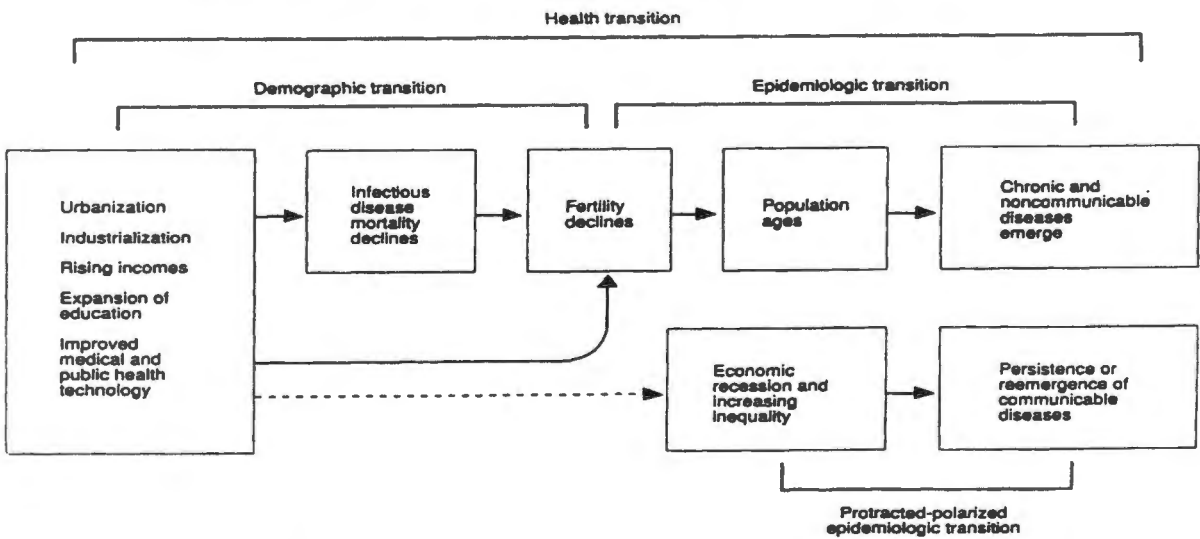 Health transition
Demographic transition
Epidemiologic transition
Urbanization
Industrialization
Rising incomes
Expansion of
education
Improved
medical and
public health
technology
Infectious
disease
mortality
declines
Fertility
declines
Population
ages
Chronic and
noncommunicable
diseases
emerge
Economic
recession and
increasing
inequality
Persistence or
reemergence of
communicable
diseases
Protracted-polarized
epidemiologic transition